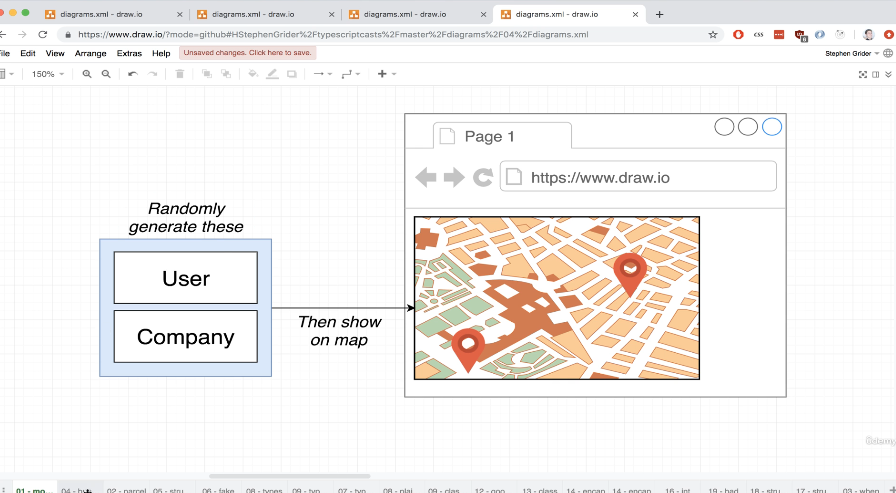 diagrams.xml - draw.io
diagrams.xml - draw.io
diagrams.xml - draw.io
diagrams.xml - draw.io
https://www.draw.io/?mode=github#HStephenGrider%2Ftypescriptcasts%2Fmaster%2Fdiagrams%2F04%2Fdiagrams.xml
css
File Edit View Arrange Extras Help Unsaved changes. Click here to save. Stephen Grider
150%
Page 1
https://www.draw.io
Randomly
generate these
User
Company
Then show
on map
Udemy
01 - mo...
04 -
02 - parcel
05 - stru
06 - fake
08 - types
09 - typ
07 - typ
08 - plai
09 - clas
12 - goo
13 - class
14 - encap
14 - encap
16 - int
19 - bad
18 - stru
17 - stru
03 - when